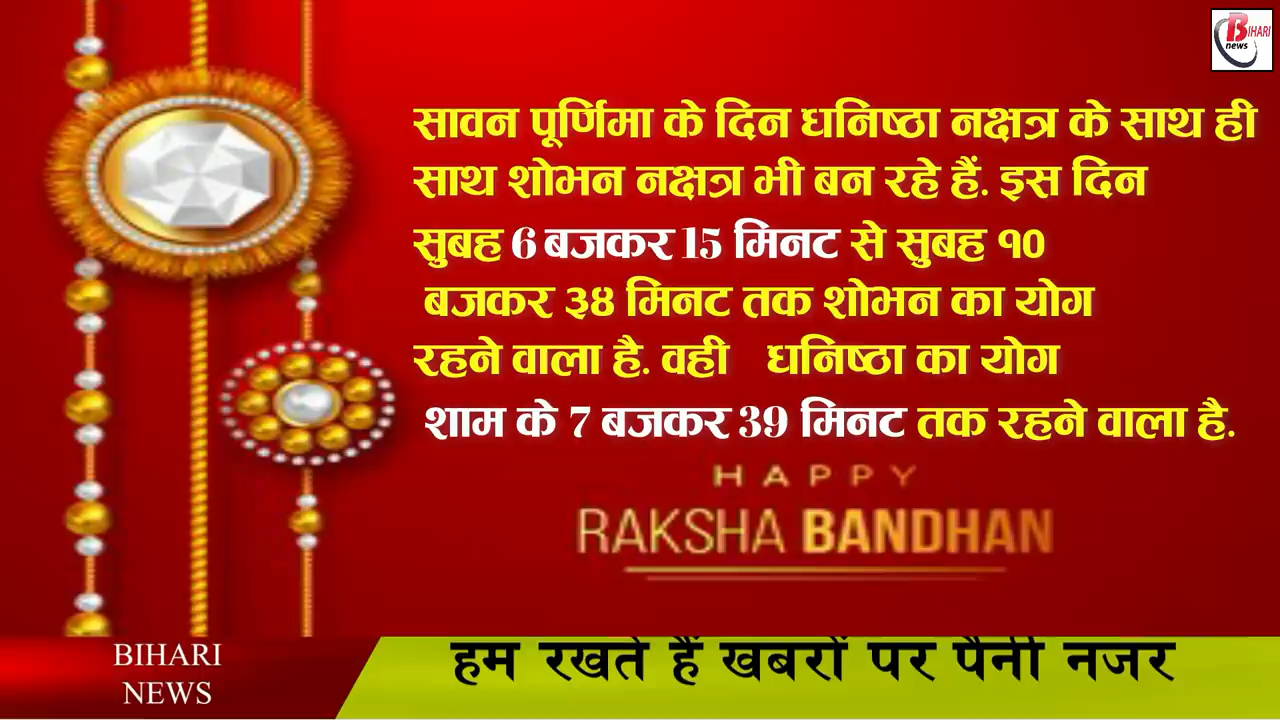 BIHARI
news
सावन पूर्णिमा के दिन धनिष्ठा नक्षत्र के साथ ही
साथ शोभन नक्षत्र भी बन रहे हैं. इस दिन
सुबह 6 बजकर 15 मिनट से सुबह १०
बजकर ३४ मिनट तक शोभन का योग
रहने वाला है. वही धनिष्ठा का योग
शाम के 7 बजकर 39 मिनट तक रहने वाला है.
HAPPY
RAKSHA BANDHAN
BIHARI
NEWS
हम रखते हैं खबरों पर पैनी नजर